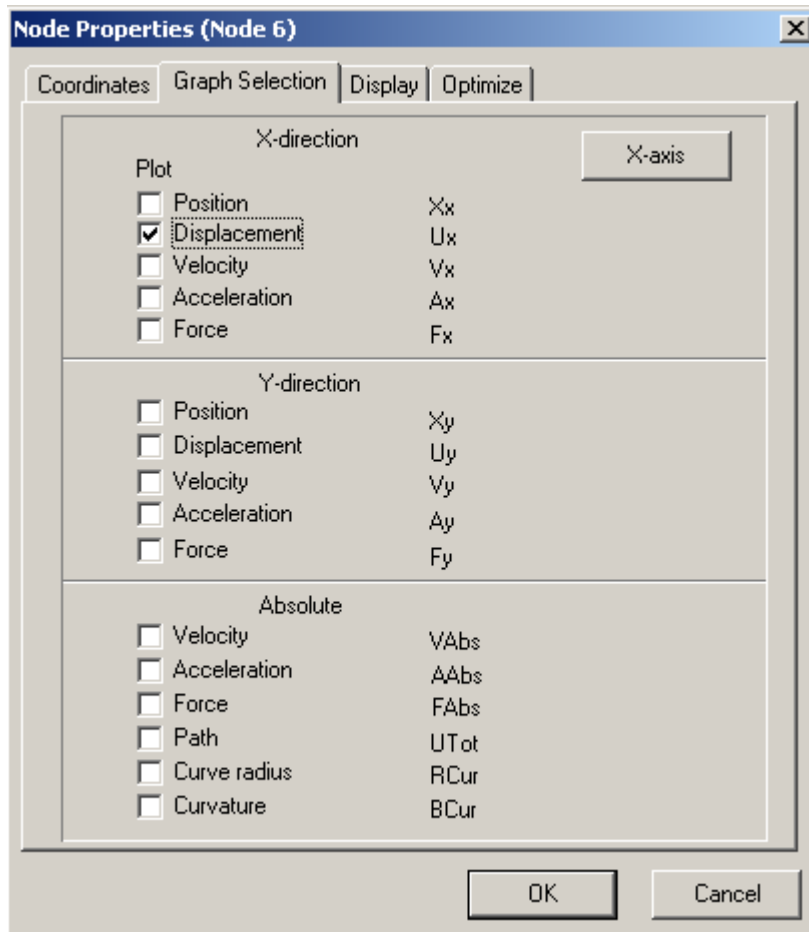 Node Properties (Node 6)
Coordinates Graph Selection Display Optimize
X-direction
X-axis
Plot
Position Xx
Displacement Ux
Velocity Vx
Acceleration Ax
Force Fx
Y-direction
Position Xy
Displacement Uy
Velocity Vy
Acceleration Ay
Force Fy
Absolute
Velocity VAbs
Acceleration AAbs
Force FAbs
Path UTot
Curve radius RCur
Curvature BCur
OK Cancel